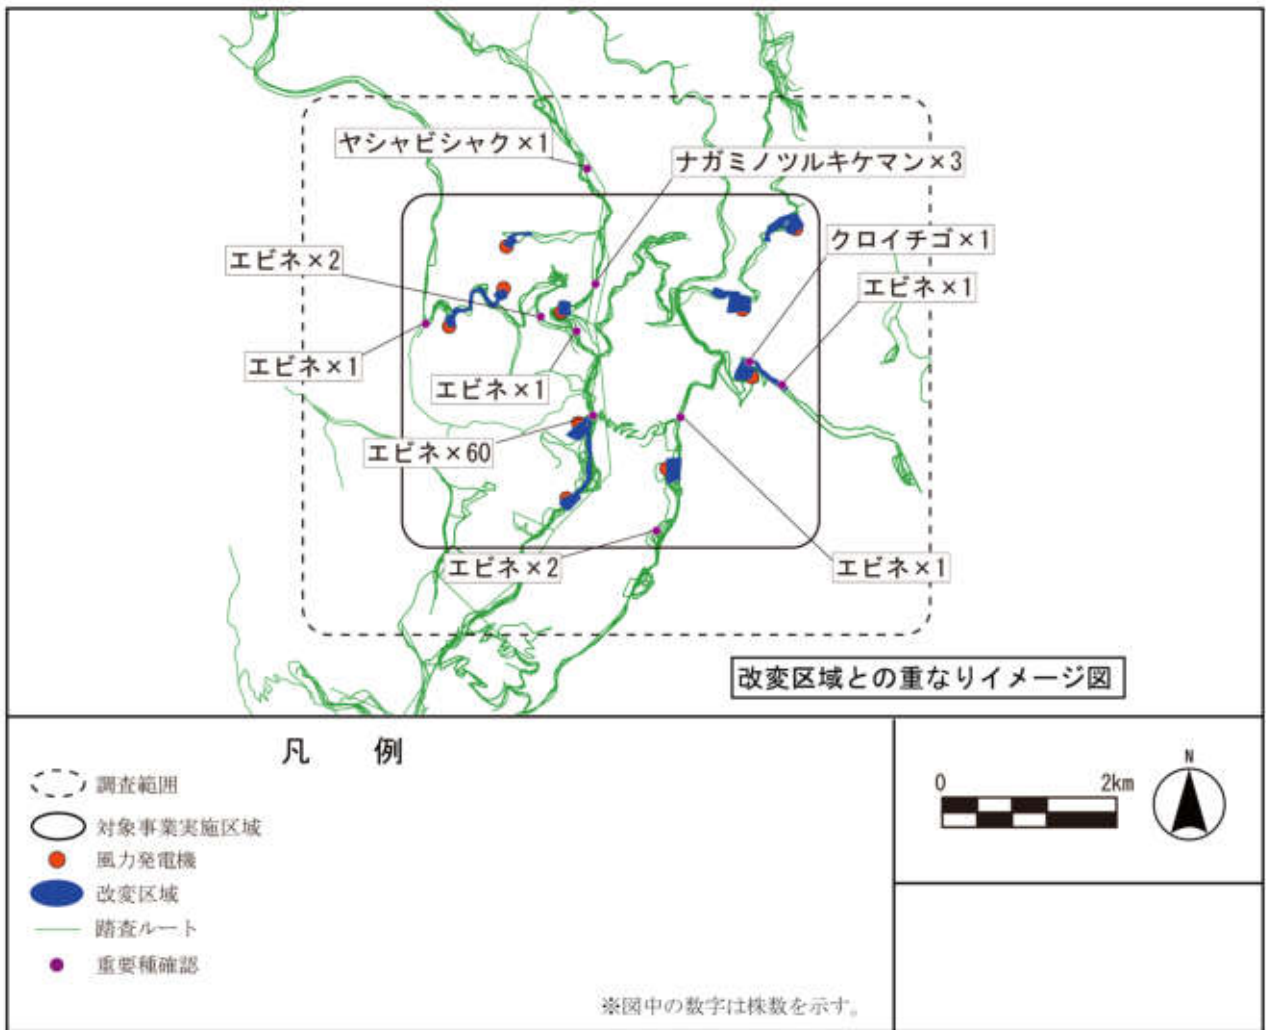 ヤシャビシャク×1
ナガミノツルキケマン×3
クロイチゴ×1
エビネ×2
エビネ×1
エビネ×1
エビネ×1
エビネ×60
エビネ×2
エビネ×1
改変区域との重なりイメージ図
凡 例
調査範囲
対象事業実施区域
風力発電機
改変区域
踏査ルート
重要種確認
※図中の数字は株数を示す。
0 2km
N